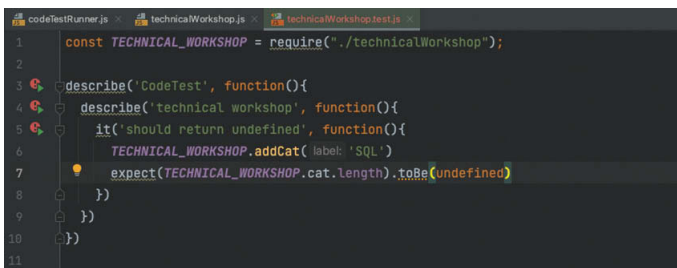 codeTestRunner.js × technicalWorkshop.js × technicalWorkshop.test.js ×
1 const TECHNICAL_WORKSHOP = require("./technicalWorkshop");
2
3 describe('CodeTest', function(){
4 describe('technical workshop', function(){
5 it('should return undefined', function(){
6 TECHNICAL_WORKSHOP.addCat( label: 'SQL')
7 expect(TECHNICAL_WORKSHOP.cat.length).toBe(undefined)
8 })
9 })
10 })
11